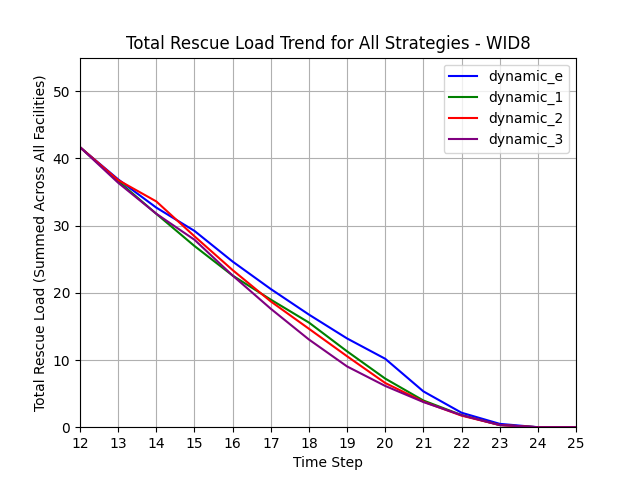 Total Rescue Load Trend for All Strategies - WID8
Total Rescue Load (Summed Across All Facilities)
50
40
30
20
10
0
dynamic_e
dynamic_1
dynamic_2
dynamic_3
12 13 14 15 16 17 18 19 20 21 22 23 24 25
Time Step